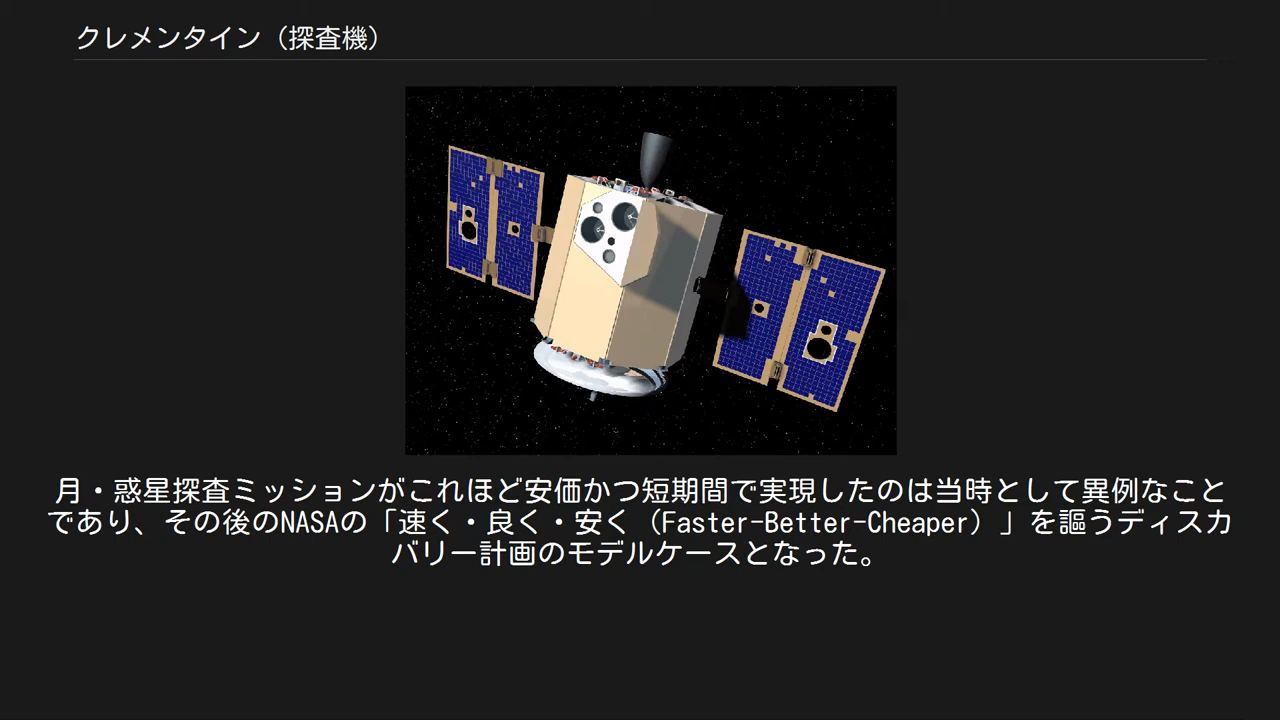 クレメンタイン（探査機）
月・惑星探査ミッションがこれほど安価かつ短期間で実現したのは当時として異例なこと
であり、その後のNASAの「速く・良く・安く（Faster-Better-Cheaper）」を謳うディスカ
バリー計画のモデルケースとなった。